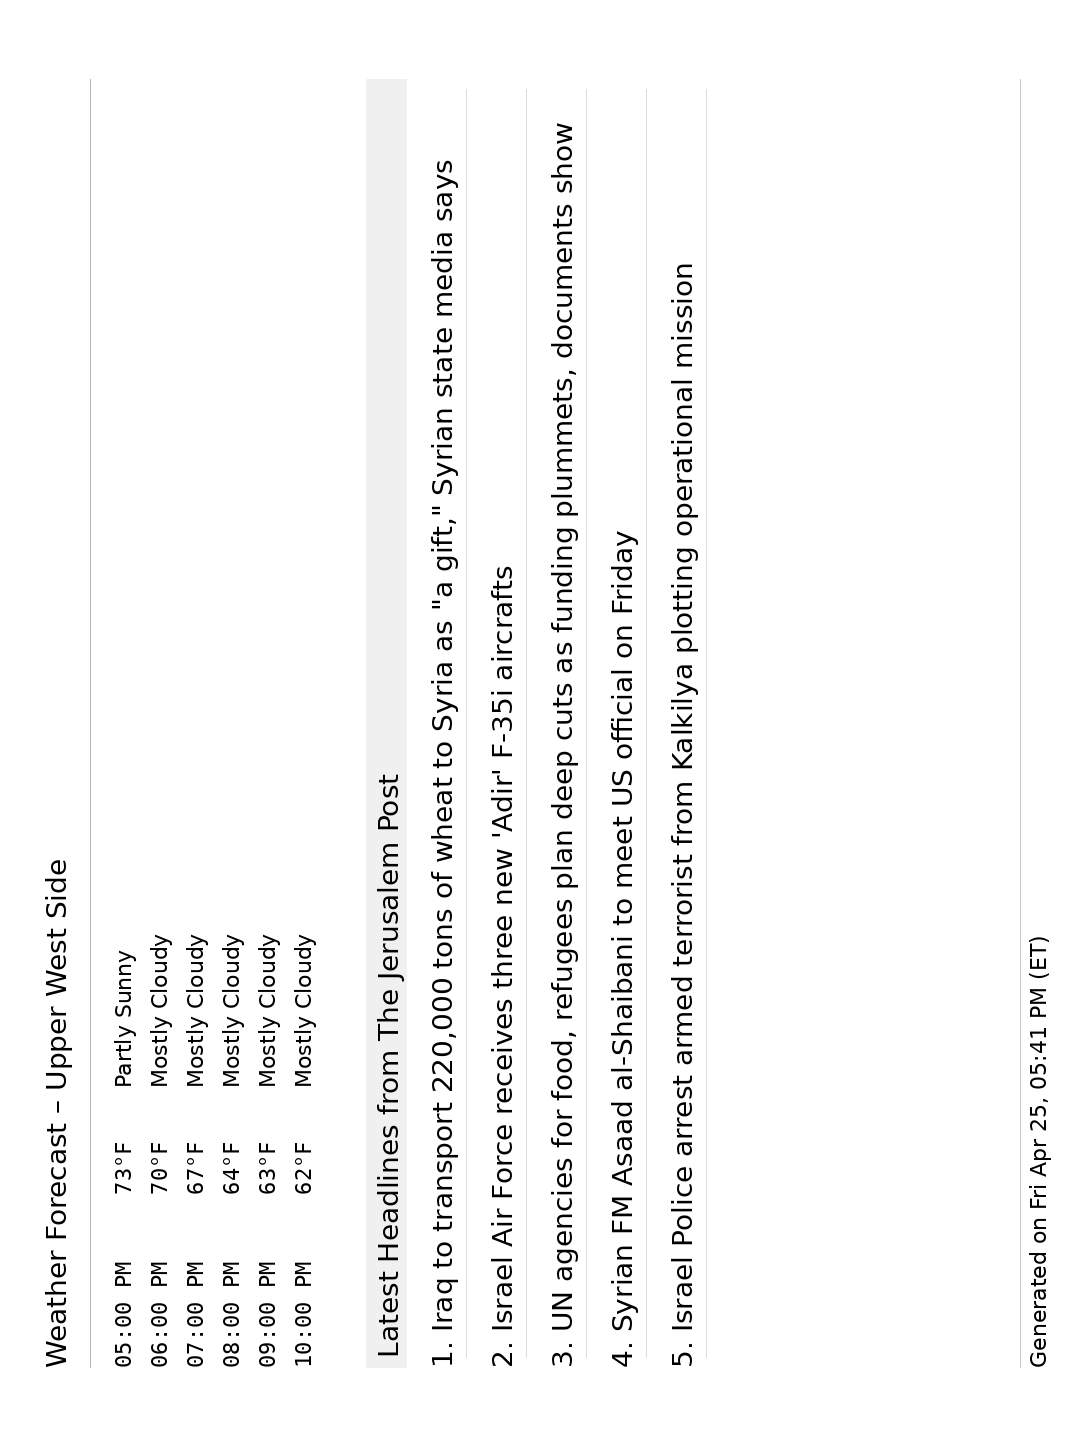 Weather Forecast – Upper West Side
05:00 PM 73°F Partly Sunny
06:00 PM 70°F Mostly Cloudy
07:00 PM 67°F Mostly Cloudy
08:00 PM 64°F Mostly Cloudy
09:00 PM 63°F Mostly Cloudy
10:00 PM 62°F Mostly Cloudy
Latest Headlines from The Jerusalem Post
1. Iraq to transport 220,000 tons of wheat to Syria as "a gift," Syrian state media says
2. Israel Air Force receives three new 'Adir' F-35i aircrafts
3. UN agencies for food, refugees plan deep cuts as funding plummets, documents show
4. Syrian FM Asaad al-Shaibani to meet US official on Friday
5. Israel Police arrest armed terrorist from Kalkilya plotting operational mission
Generated on Fri Apr 25, 05:41 PM (ET)